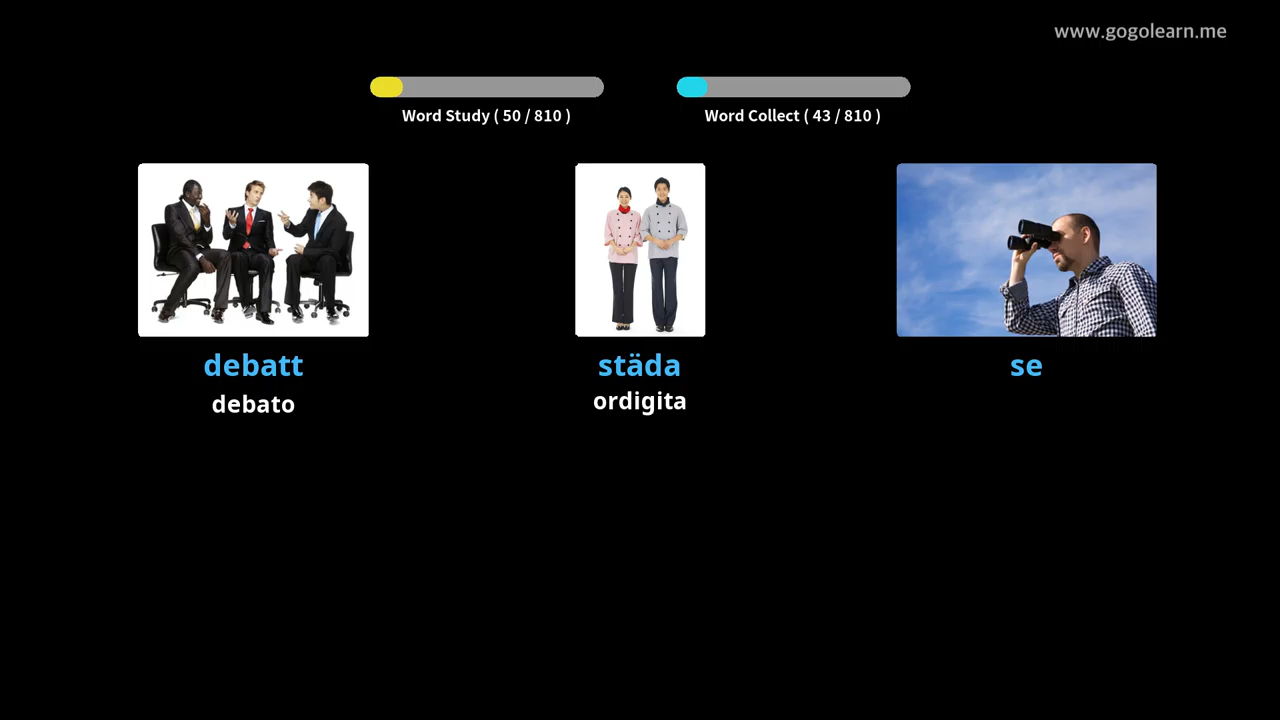 www.gogolearn.me
Word Study ( 50 / 810 )
Word Collect ( 43 / 810 )
debatt
debato
städa
ordigita
se